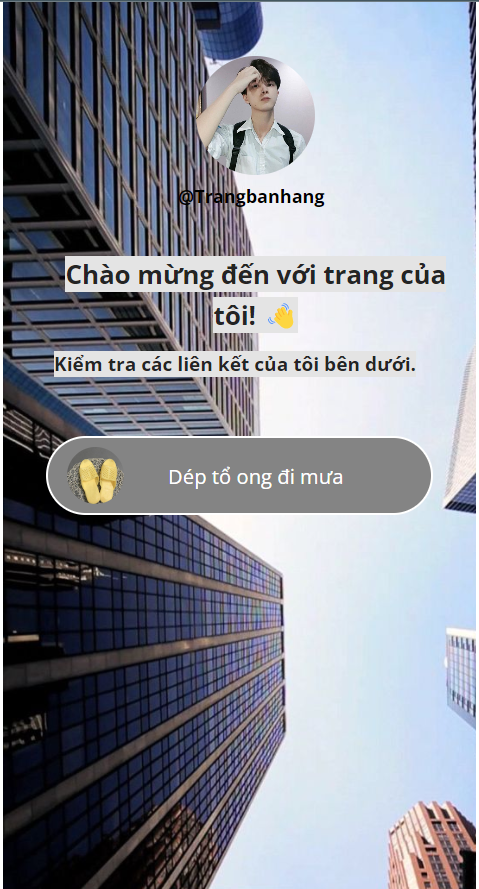 @Trangbanhang
Chào mừng đến với trang của
tôi! 👋
Kiểm tra các liên kết của tôi bên dưới.
Dép tổ ong đi mưa